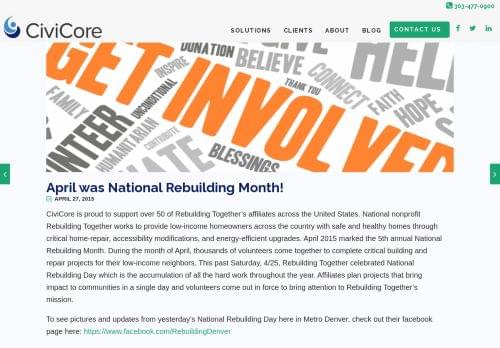 303-477-0900
CiviCore
SOLUTIONS CLIENTS ABOUT BLOG CONTACT US
DONATION
INSPIRE
BELIEVE
HELP
GET INVOLVED
THANK YOU
CONNECT
FAITH
HOPE
CARE
FAMILY
UNCONDITIONAL
VOLUNTEER
HUMANITARIAN
CONTRIBUTE
BLESSINGS
April was National Rebuilding Month!
APRIL 27, 2015
CiviCore is proud to support over 50 of Rebuilding Together's affiliates across the United States. National nonprofit
Rebuilding Together works to provide low-income homeowners across the country with safe and healthy homes through
critical home-repair, accessibility modifications, and energy-efficient upgrades. April 2015 marked the 5th annual National
Rebuilding Month. During the month of April, thousands of volunteers come together to complete critical building and
repair projects for their low-income neighbors. This past Saturday, 4/25, Rebuilding Together celebrated National
Rebuilding Day which is the accumulation of all the hard work throughout the year. Affiliates plan projects that bring
impact to communities in a single day and volunteers come out in force to bring attention to Rebuilding Together's
mission.
To see pictures and updates from yesterday's National Rebuilding Day here in Metro Denver, check out their facebook
page here: https://www.facebook.com/RebuildingDenver